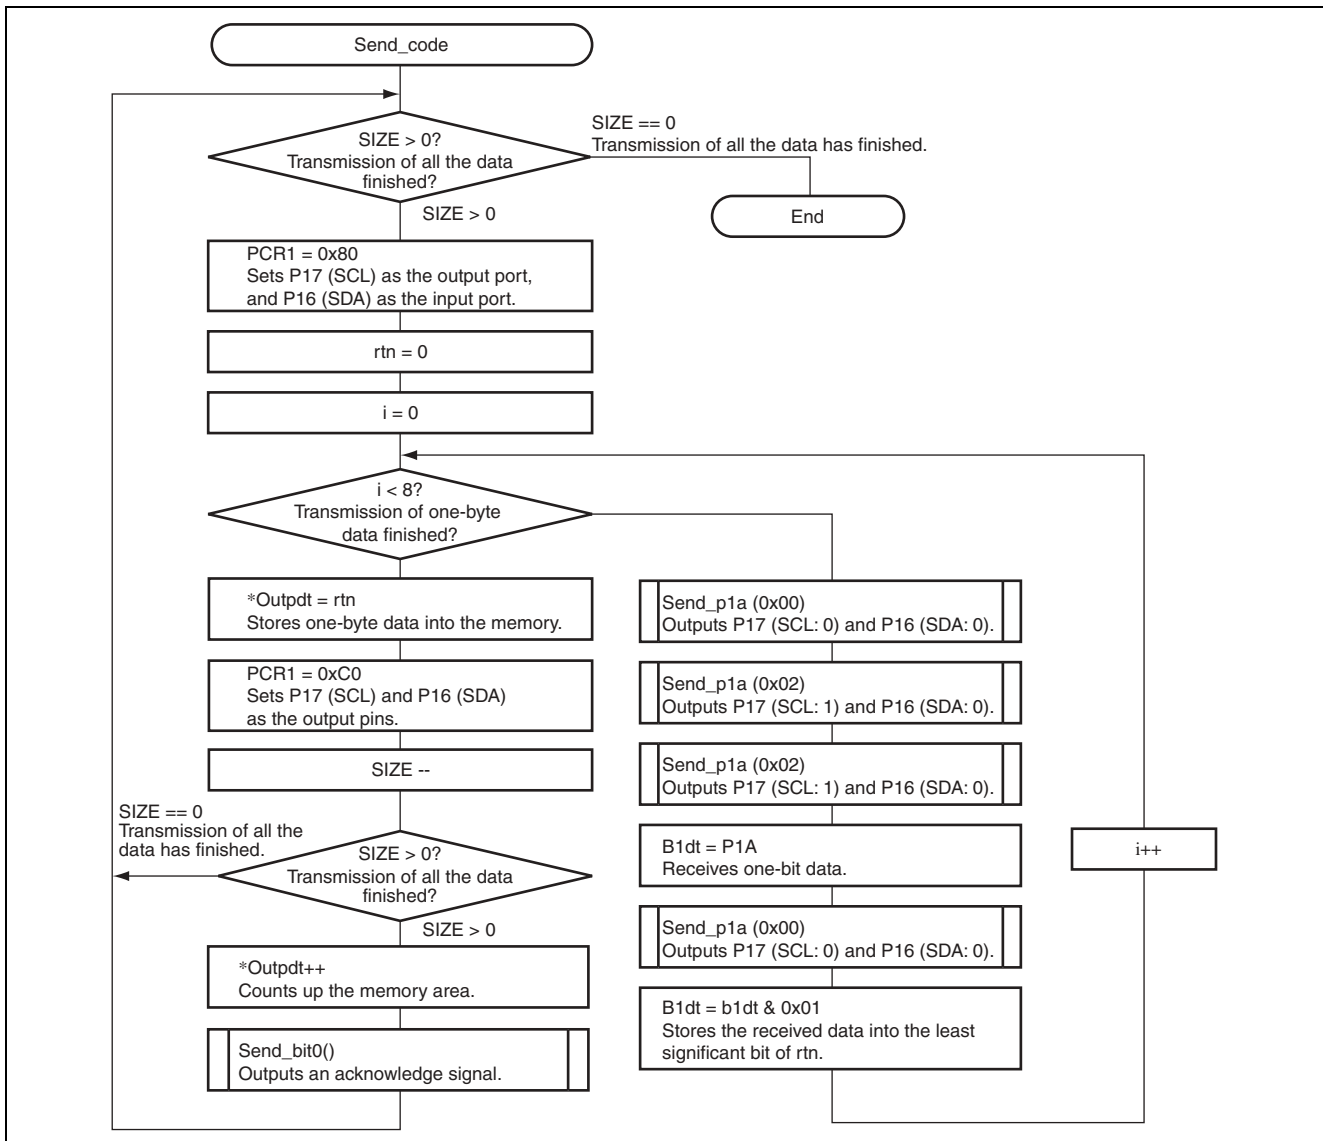 Send_code
SIZE > 0?
Transmission of all the data
finished?
SIZE == 0
Transmission of all the data has finished.
End
SIZE > 0
PCR1 = 0x80
Sets P17 (SCL) as the output port,
and P16 (SDA) as the input port.
rtn = 0
i = 0
i < 8?
Transmission of one-byte
data finished?
*Outpdt = rtn
Stores one-byte data into the memory.
PCR1 = 0xC0
Sets P17 (SCL) and P16 (SDA)
as the output pins.
SIZE --
SIZE == 0
Transmission of all the
data has finished.
SIZE > 0?
Transmission of all the data
finished?
SIZE > 0
*Outpdt++
Counts up the memory area.
Send_bit0()
Outputs an acknowledge signal.
Send_p1a (0x00)
Outputs P17 (SCL: 0) and P16 (SDA: 0).
Send_p1a (0x02)
Outputs P17 (SCL: 1) and P16 (SDA: 0).
Send_p1a (0x02)
Outputs P17 (SCL: 1) and P16 (SDA: 0).
B1dt = P1A
Receives one-bit data.
Send_p1a (0x00)
Outputs P17 (SCL: 0) and P16 (SDA: 0).
B1dt = b1dt & 0x01
Stores the received data into the least
significant bit of rtn.
i++